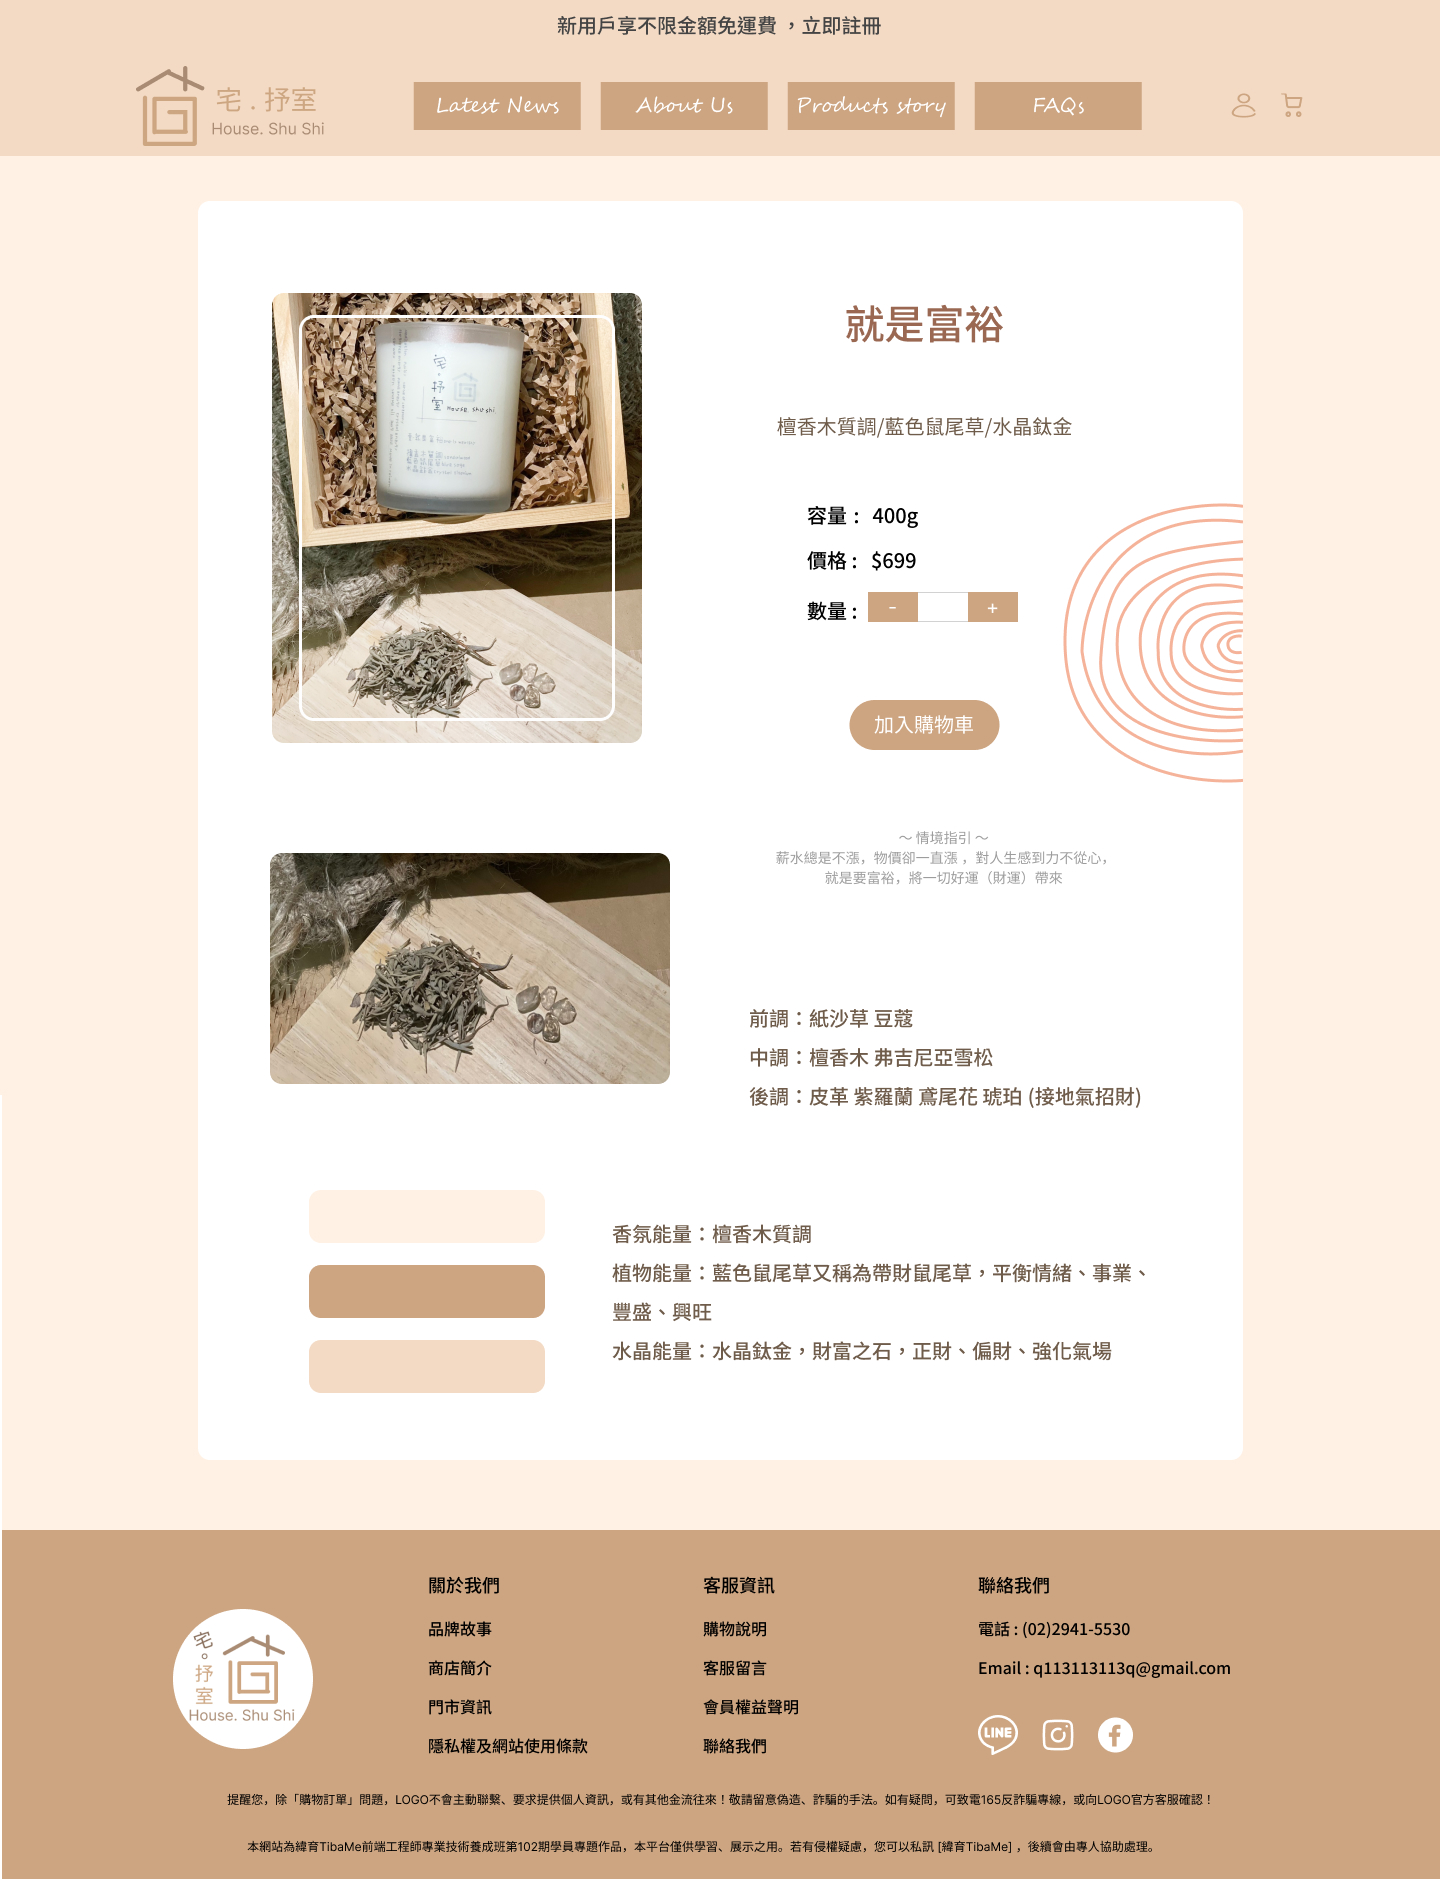 新用戶享不限金額免運費 ，立即註冊
宅 . 抒室
House. Shu Shi
Latest News
About Us
Products story
FAQs
宅。抒室
House. Shu Shi
就是富裕
檀香木質調/藍色鼠尾草/水晶鈦金
容量 : 400g
價格 : $699
數量 :
- +
加入購物車
～ 情境指引 ～
薪水總是不漲，物價卻一直漲 ，對人生感到力不從心，
就是要富裕，將一切好運（財運）帶來
前調：紙沙草 豆蔻
中調：檀香木 弗吉尼亞雪松
後調：皮革 紫羅蘭 鳶尾花 琥珀 (接地氣招財)
香氛能量：檀香木質調
植物能量：藍色鼠尾草又稱為帶財鼠尾草，平衡情緒、事業、
豐盛、興旺
水晶能量：水晶鈦金，財富之石，正財、偏財、強化氣場
宅。抒室
House. Shu Shi
關於我們
品牌故事
商店簡介
門市資訊
隱私權及網站使用條款
客服資訊
購物說明
客服留言
會員權益聲明
聯絡我們
聯絡我們
電話 : (02)2941-5530
Email : q113113113q@gmail.com
LINE
提醒您，除「購物訂單」問題，LOGO不會主動聯繫、要求提供個人資訊，或有其他金流往來！敬請留意偽造、詐騙的手法。如有疑問，可致電165反詐騙專線，或向LOGO官方客服確認！
本網站為緯育TibaMe前端工程師專業技術養成班第102期學員專題作品，本平台僅供學習、展示之用。若有侵權疑慮，您可以私訊 [緯育TibaMe] ，後續會由專人協助處理。